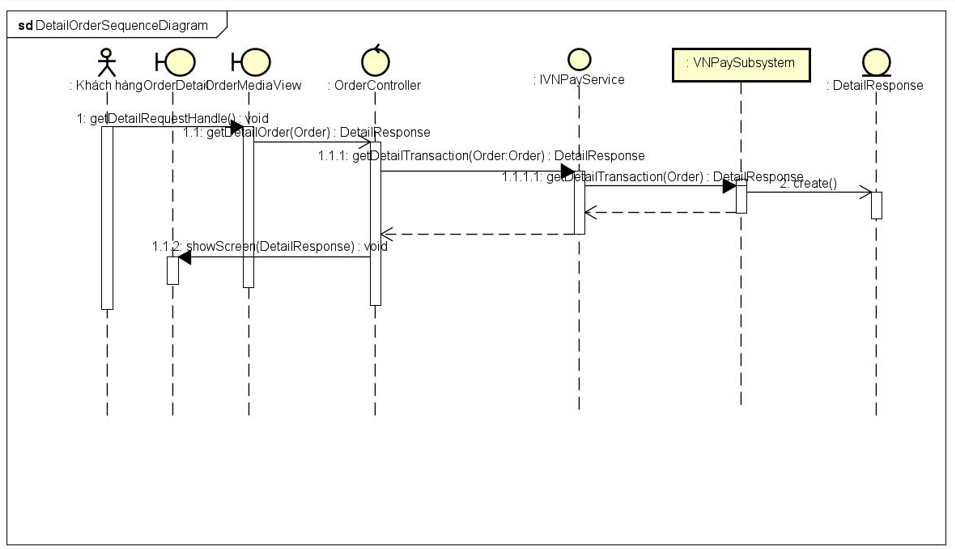 sd DetailOrderSequenceDiagram
: Khách hàng
OrderDetail
OrderMediaView
: OrderController
: IVNPayService
: VNPaySubsystem
: DetailResponse
1: getDetailRequestHandle() : void
1.1: getDetailOrder(Order) : DetailResponse
1.1.1: getDetailTransaction(Order:Order) : DetailResponse
1.1.1.1: getDetailTransaction(Order) : DetailResponse
2: create()
1.1.2: showScreen(DetailResponse) : void